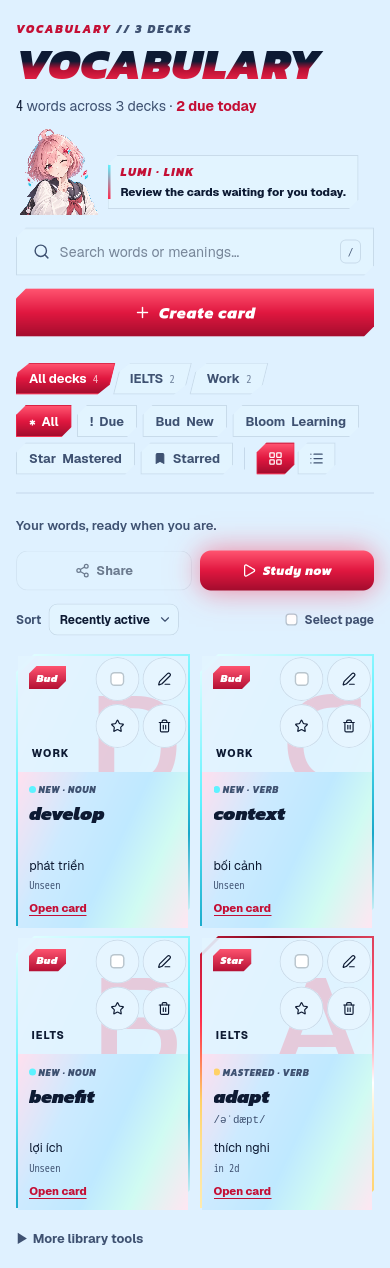 VOCABULARY // 3 DECKS
VOCABULARY
4 words across 3 decks · 2 due today
LUMI · LINK
Review the cards waiting for you today.
Search words or meanings… /
+ Create card
All decks 4 IELTS 2 Work 2
* All ! Due Bud New Bloom Learning
Star Mastered Starred
Your words, ready when you are.
Share Study now
Sort Recently active Select page
Bud
D
WORK
NEW · NOUN
develop
phát triển
Unseen
Open card
Bud
C
WORK
NEW · VERB
context
bối cảnh
Unseen
Open card
Bud
B
IELTS
NEW · NOUN
benefit
lợi ích
Unseen
Open card
Star
A
IELTS
MASTERED · VERB
adapt
/əˈdæpt/
thích nghi
in 2d
Open card
▶ More library tools